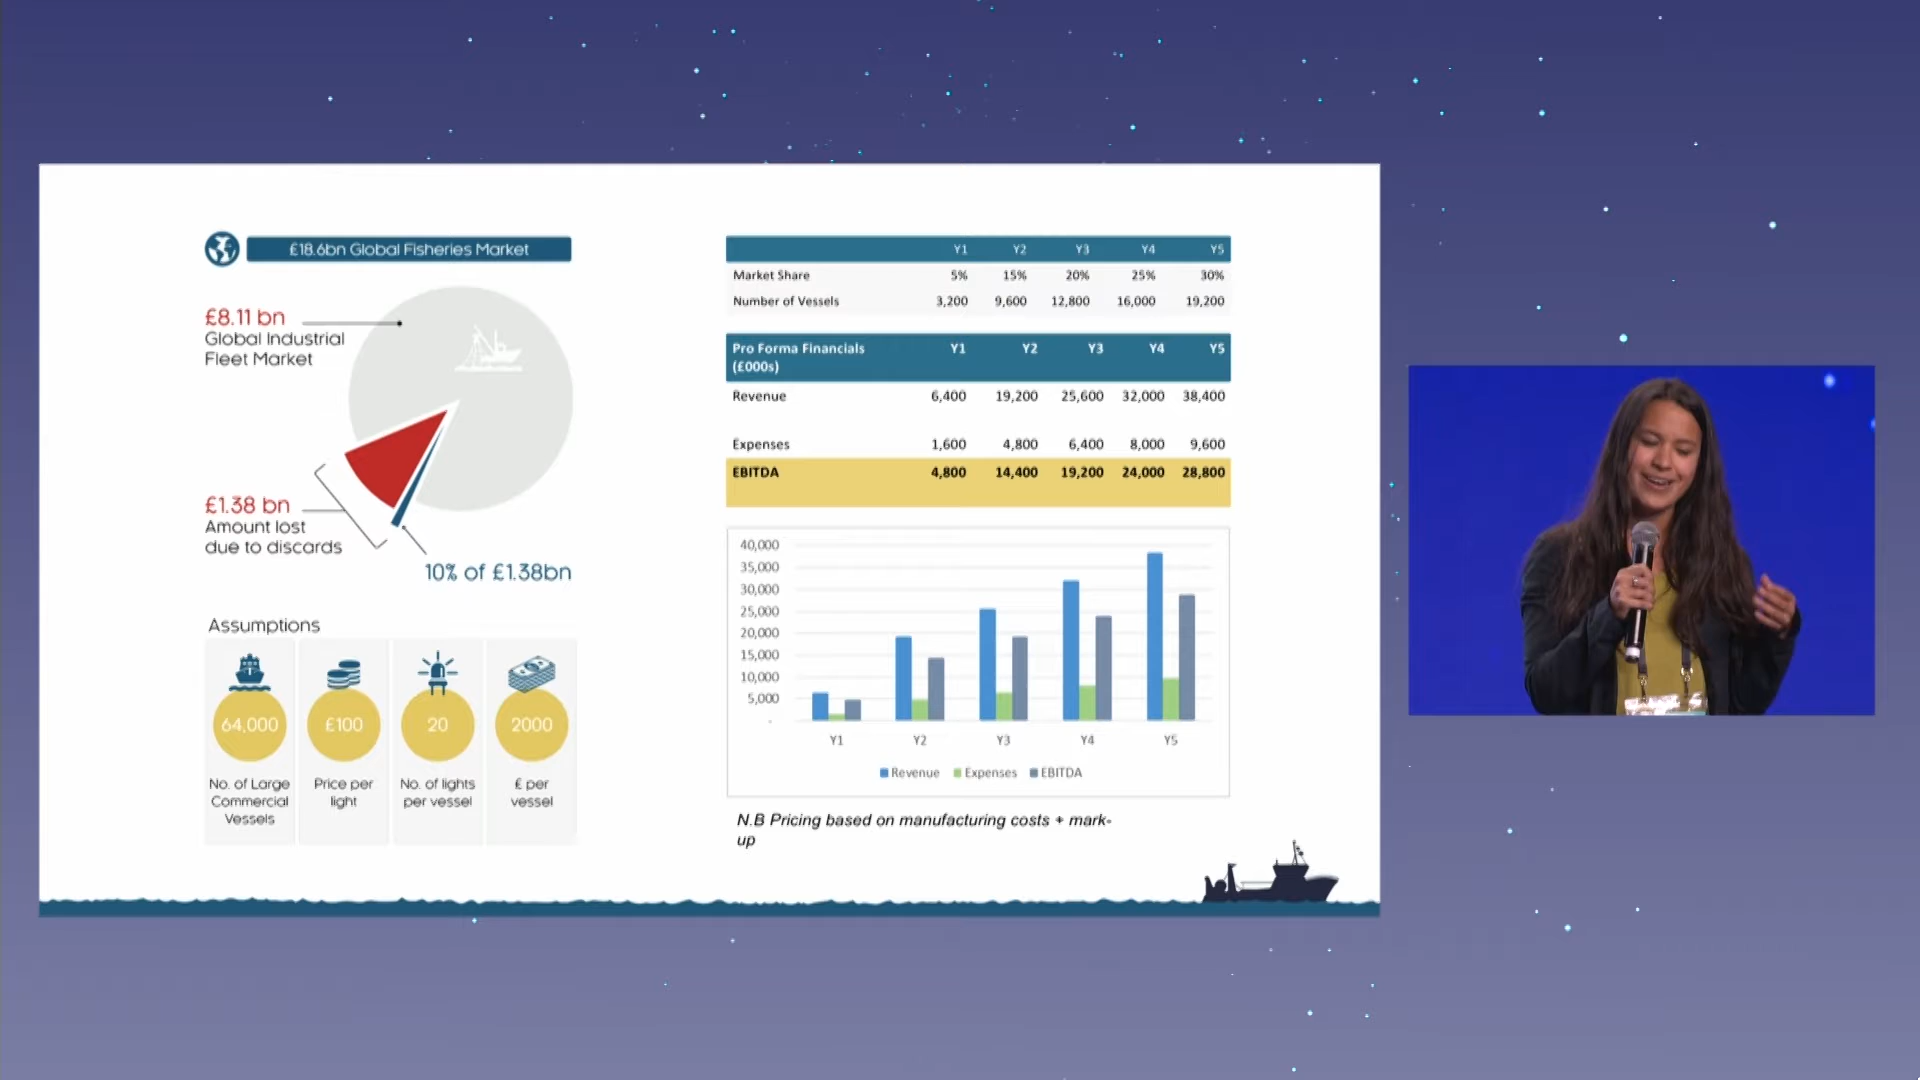 £18.6bn Global Fisheries Market
£8.11 bn
Global Industrial
Fleet Market
£1.38 bn
Amount lost
due to discards
10% of £1.38bn
Assumptions
64,000
£100
20
2000
No. of Large
Commercial
Vessels
Price per
light
No. of lights
per vessel
£ per
vessel
Y1 Y2 Y3 Y4 Y5
Market Share 5% 15% 20% 25% 30%
Number of Vessels 3,200 9,600 12,800 16,000 19,200
Pro Forma Financials Y1 Y2 Y3 Y4 Y5
(£000s)
Revenue 6,400 19,200 25,600 32,000 38,400
Expenses 1,600 4,800 6,400 8,000 9,600
EBITDA 4,800 14,400 19,200 24,000 28,800
40,000
35,000
30,000
25,000
20,000
15,000
10,000
5,000
-
Y1 Y2 Y3 Y4 Y5
Revenue Expenses EBITDA
N.B Pricing based on manufacturing costs + mark-
up